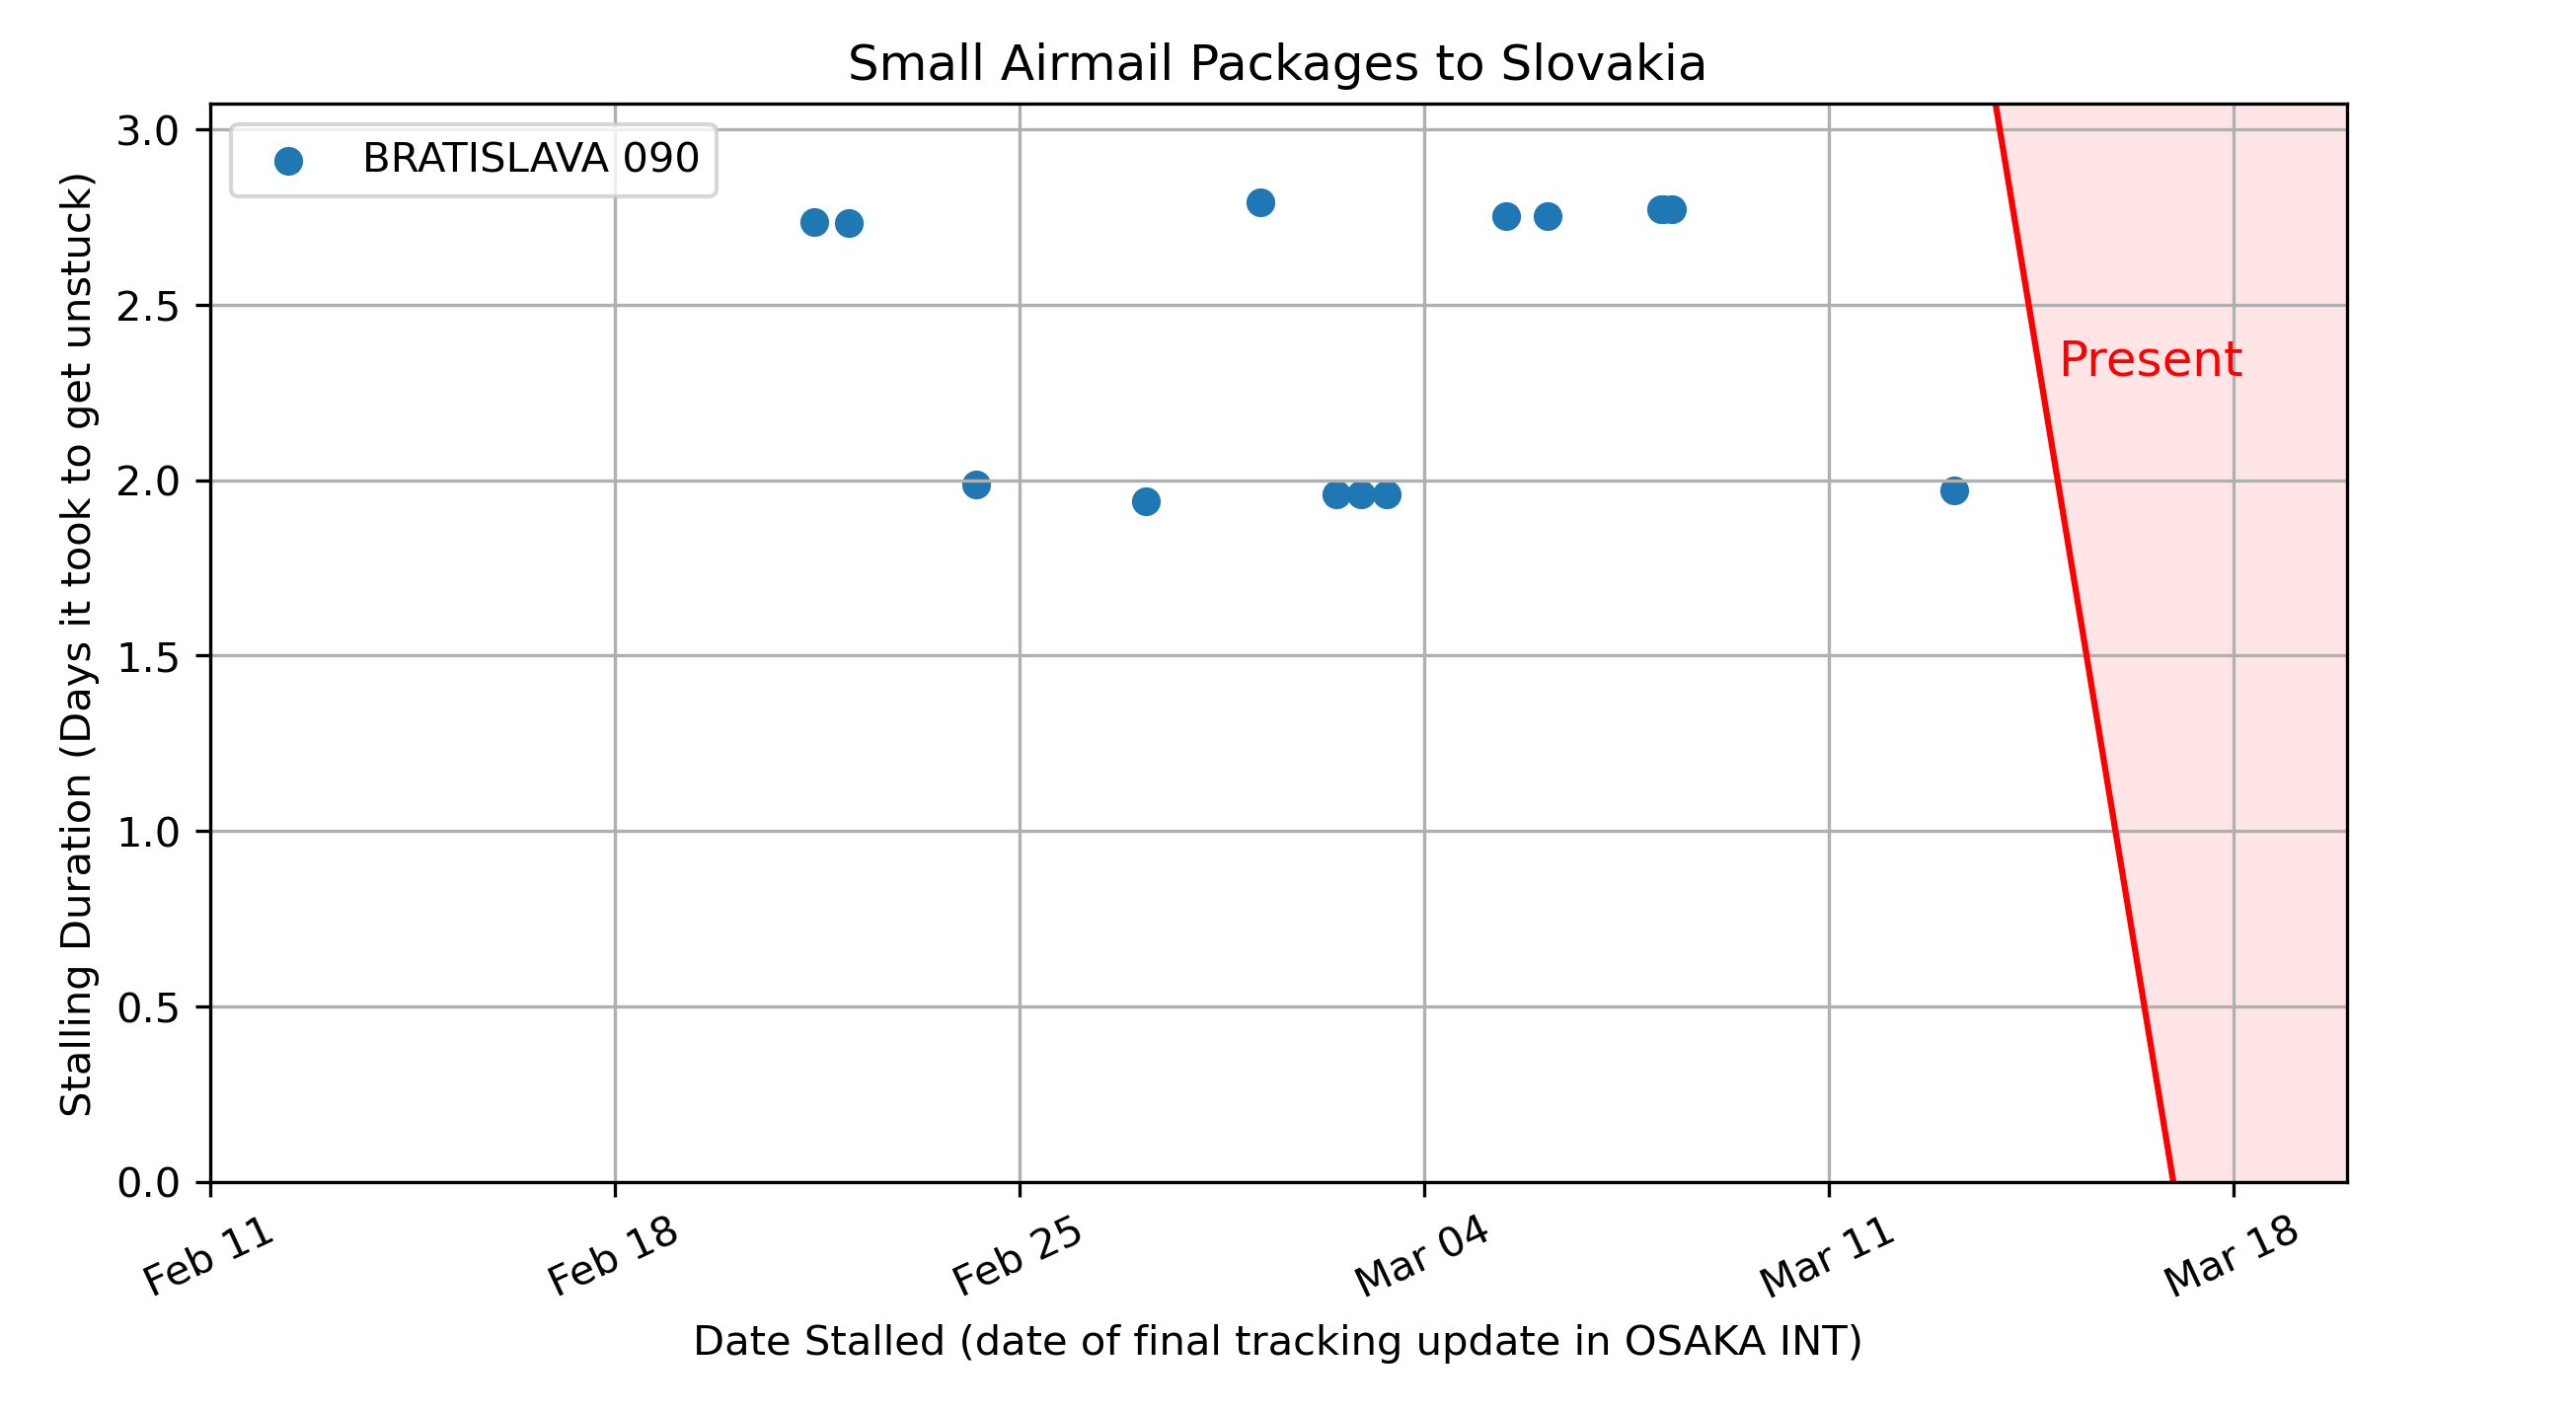 Small Airmail Packages to Slovakia
BRATISLAVA 090
Present
Stalling Duration (Days it took to get unstuck)
3.0
2.5
2.0
1.5
1.0
0.5
0.0
Feb 11
Feb 18
Feb 25
Mar 04
Mar 11
Mar 18
Date Stalled (date of final tracking update in OSAKA INT)